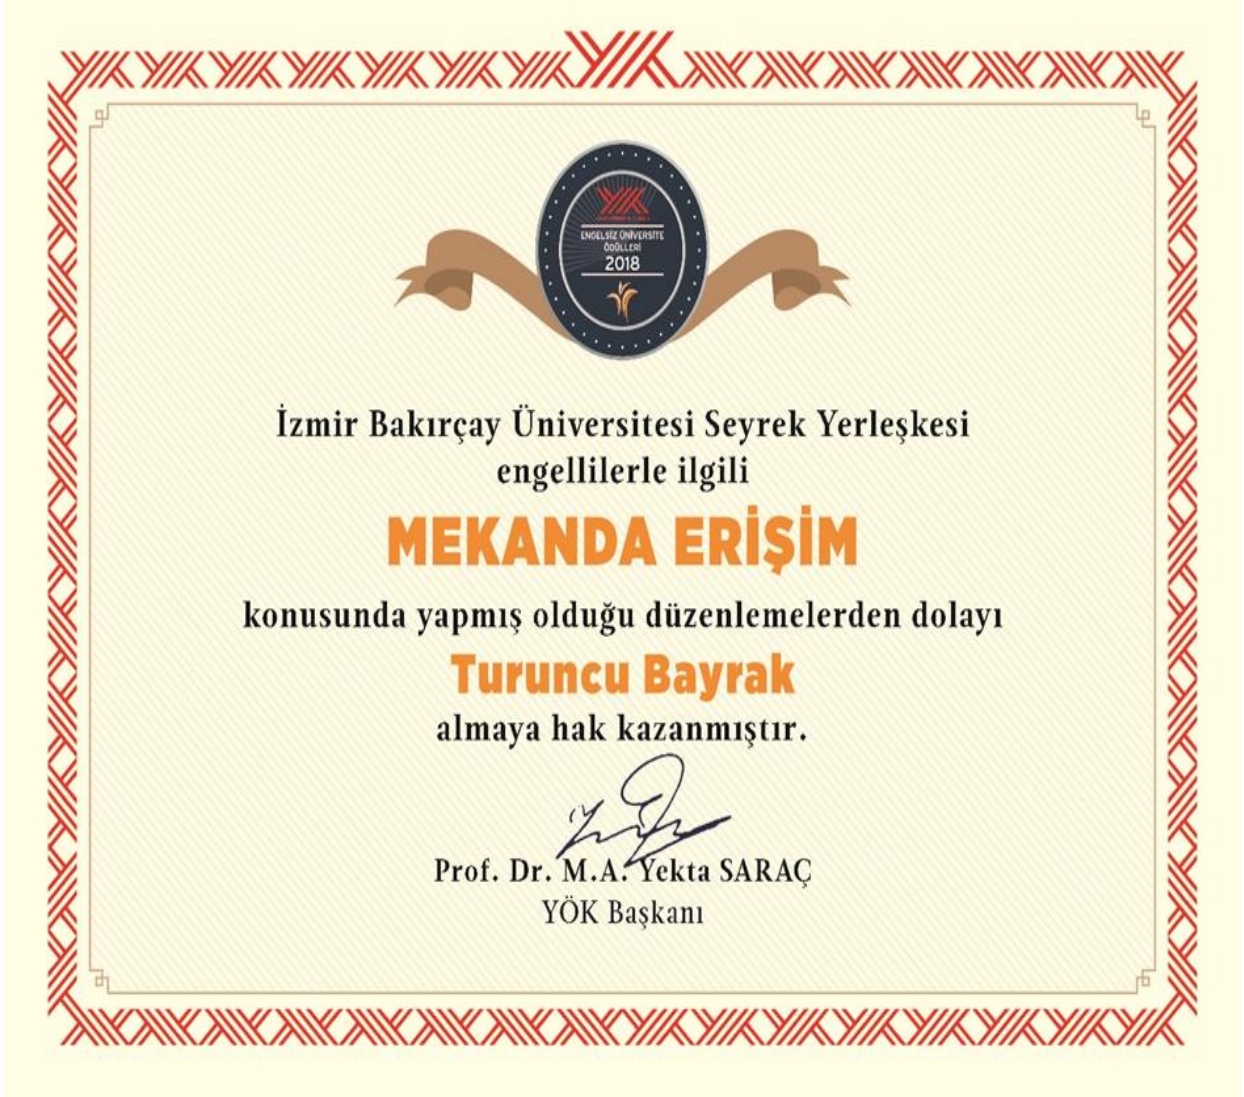 ENGELSİZ ÜNİVERSİTE
ÖDÜLLERİ
2018
İzmir Bakırçay Üniversitesi Seyrek Yerleşkesi
engellilerle ilgili
MEKANDA ERİŞİM
konusunda yapmış olduğu düzenlemelerden dolayı
Turuncu Bayrak
almaya hak kazanmıştır.
Prof. Dr. M.A. Yekta SARAÇ
YÖK Başkanı